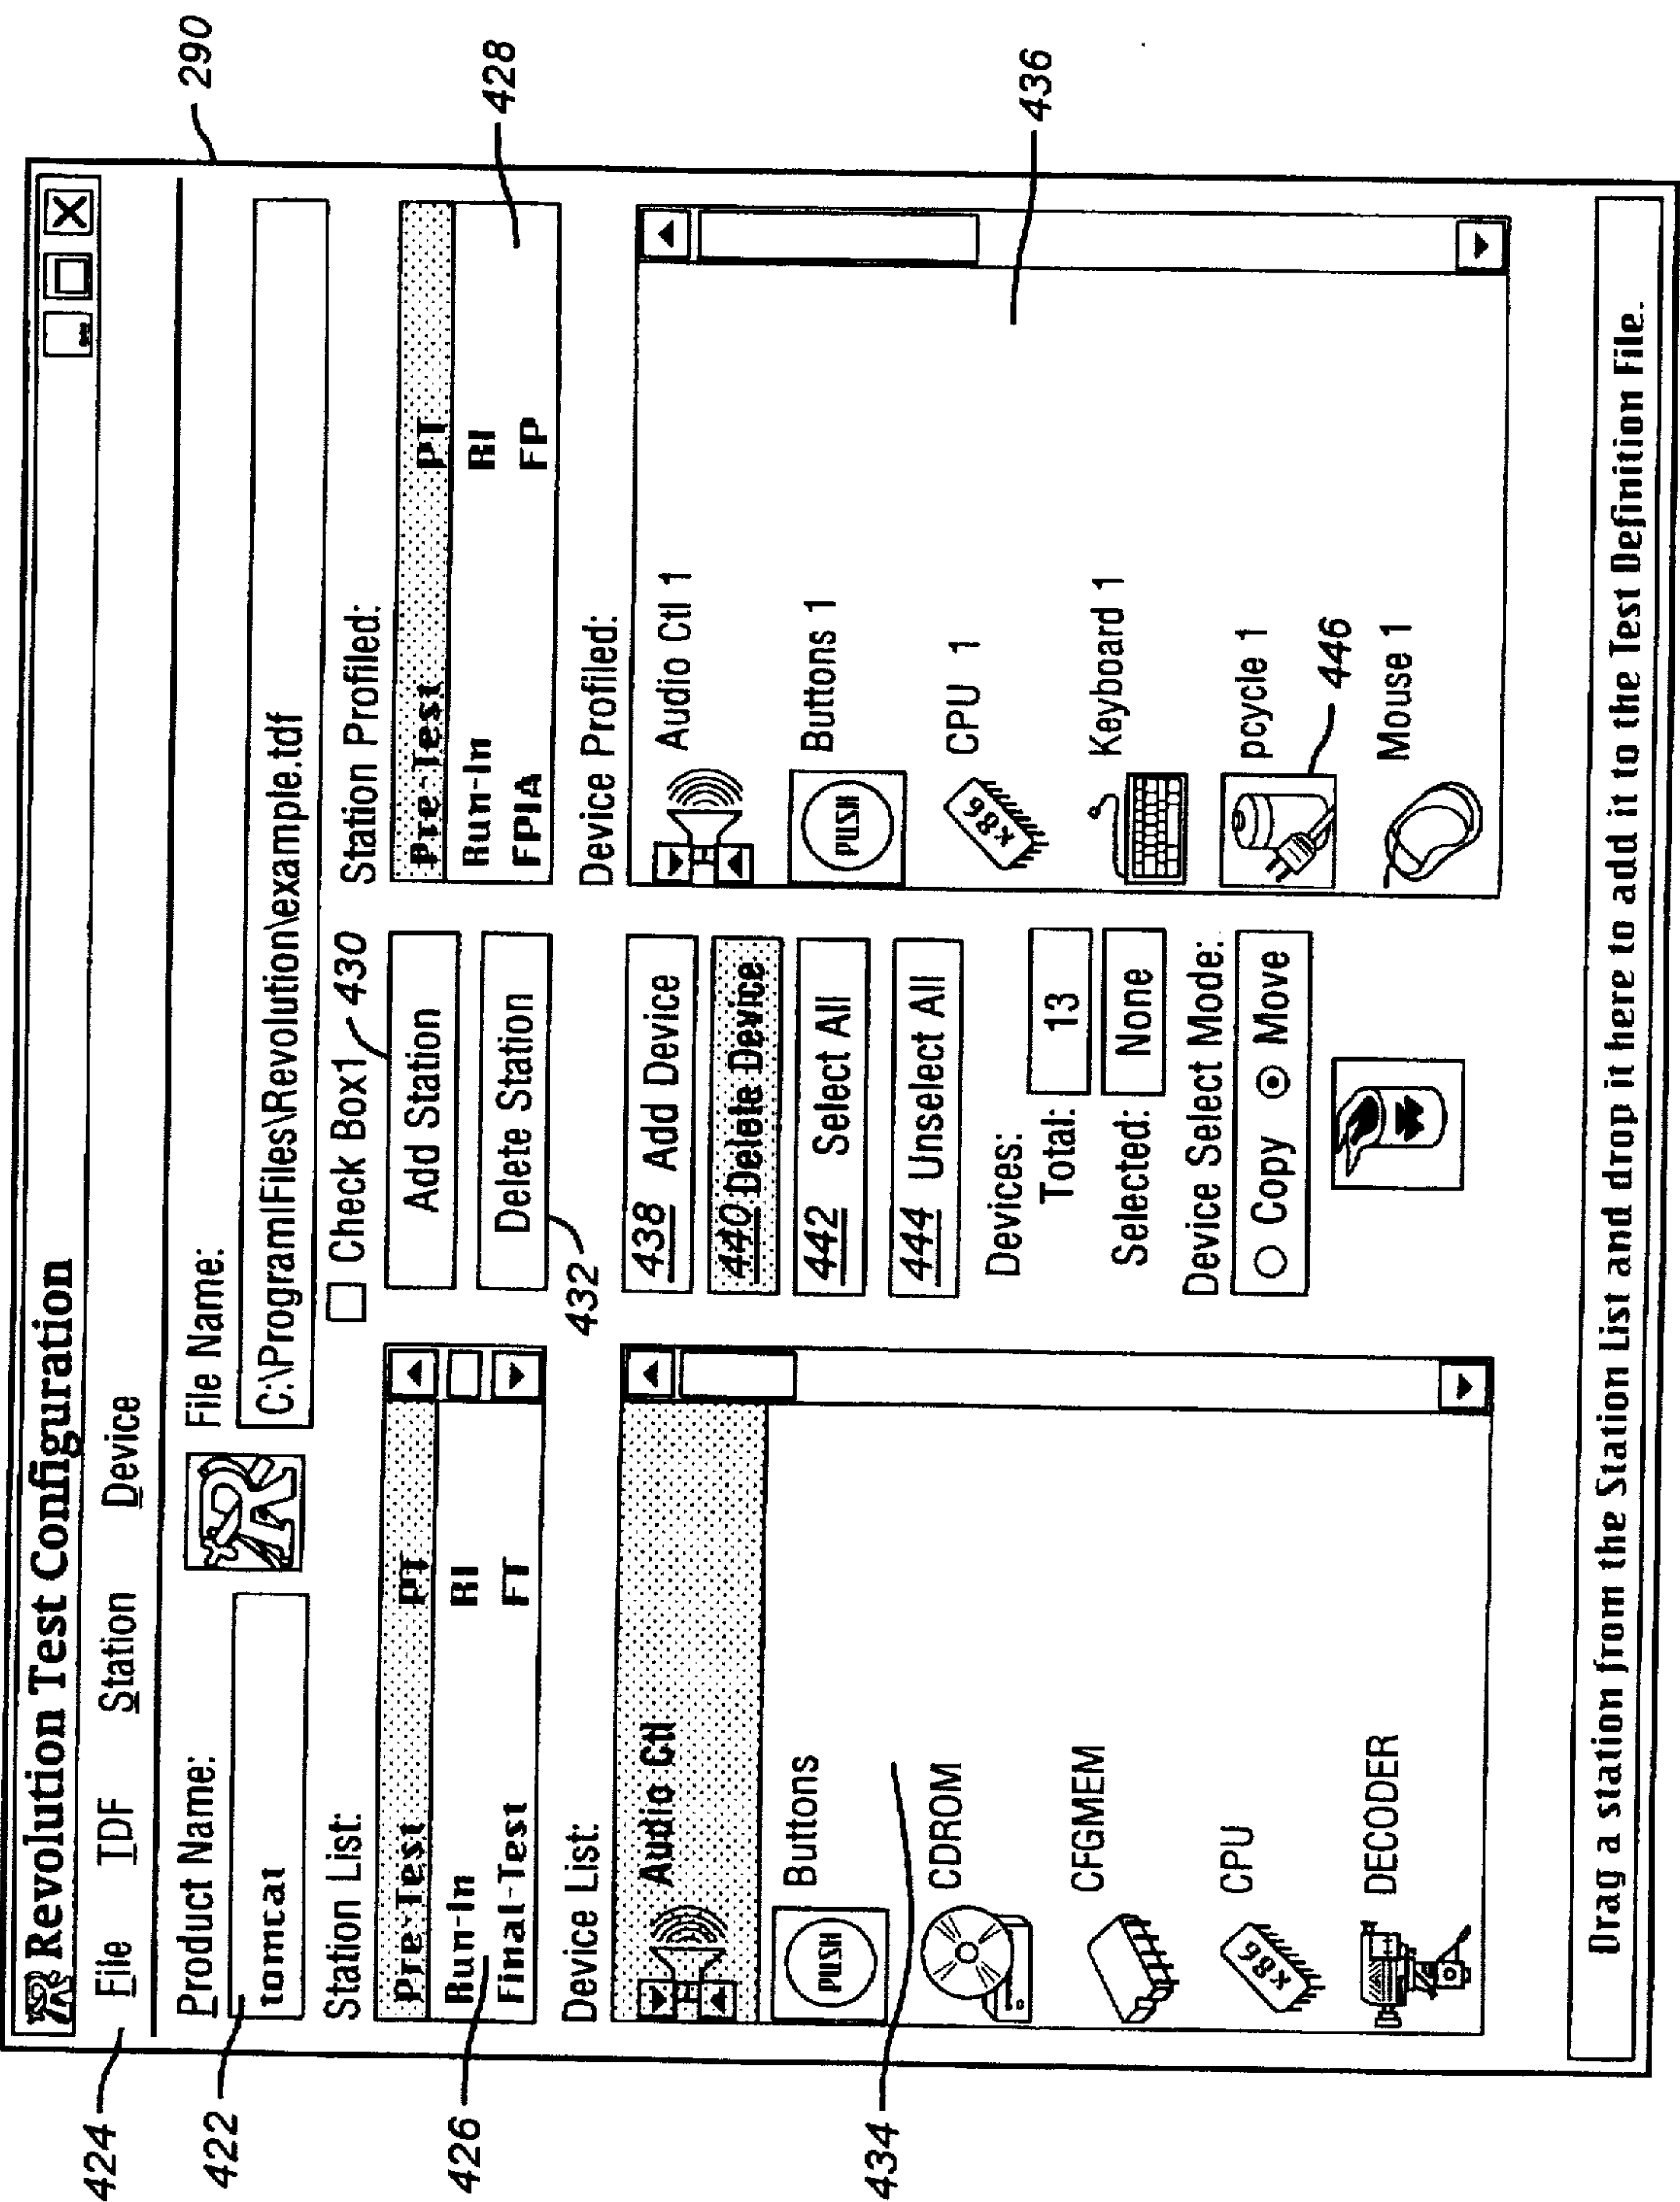 Revolution Test Configuration
290
424
File TDF Station Device
Product Name:
File Name:
422
tomcat
C:\Program|Files\Revolution\example.tdf
Check Box1
430
Station List:
Station Profiled:
Pre-Test PT
Run-In RI
Final-Test FT
426
Add Station
Delete Station
432
Pre-Test PT
Run-In RI
FPIA FP
428
Device List:
Device Profiled:
Audio Ctl
PUSH
Buttons
CDROM
CFGMEM
x86
CPU
DECODER
434
438 Add Device
440 Delete Device
442 Select All
444 Unselect All
Devices:
Total: 13
Selected: None
Device Select Mode:
Copy Move
Audio Ctl 1
PUSH
Buttons 1
x86
CPU 1
Keyboard 1
pcycle 1
446
Mouse 1
436
Drag a station from the Station List and drop it here to add it to the Test Definition File.